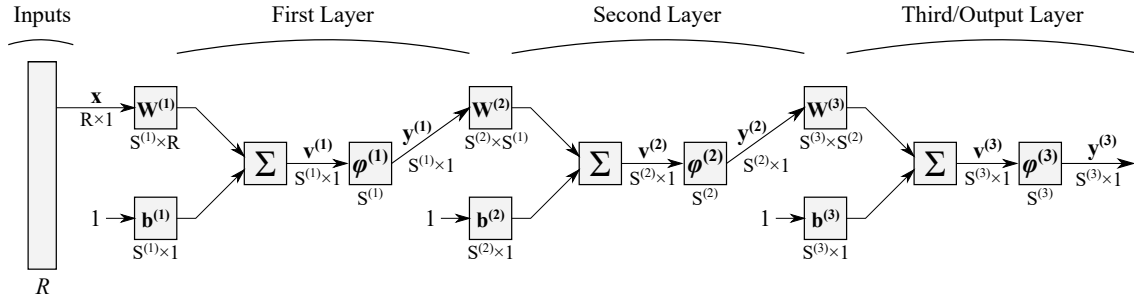 Inputs
First Layer
Second Layer
Third/Output Layer
x
R×1
W(1)
S(1)×R
1
b(1)
S(1)×1
Σ
v(1)
S(1)×1
φ(1)
S(1)
y(1)
S(1)×1
W(2)
S(2)×S(1)
1
b(2)
S(2)×1
Σ
v(2)
S(2)×1
φ(2)
S(2)
y(2)
S(2)×1
W(3)
S(3)×S(2)
1
b(3)
S(3)×1
Σ
v(3)
S(3)×1
φ(3)
S(3)
y(3)
S(3)×1
R